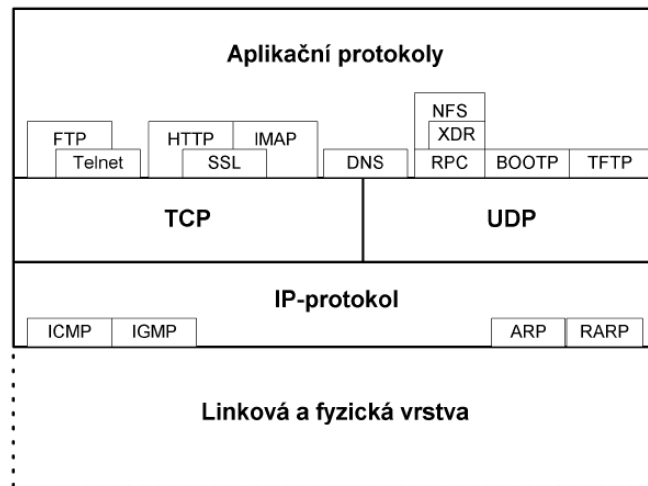 Aplikační protokoly
NFS
FTP HTTP IMAP XDR
Telnet SSL DNS RPC BOOTP TFTP
TCP UDP
IP-protokol
ICMP IGMP ARP RARP
Linková a fyzická vrstva